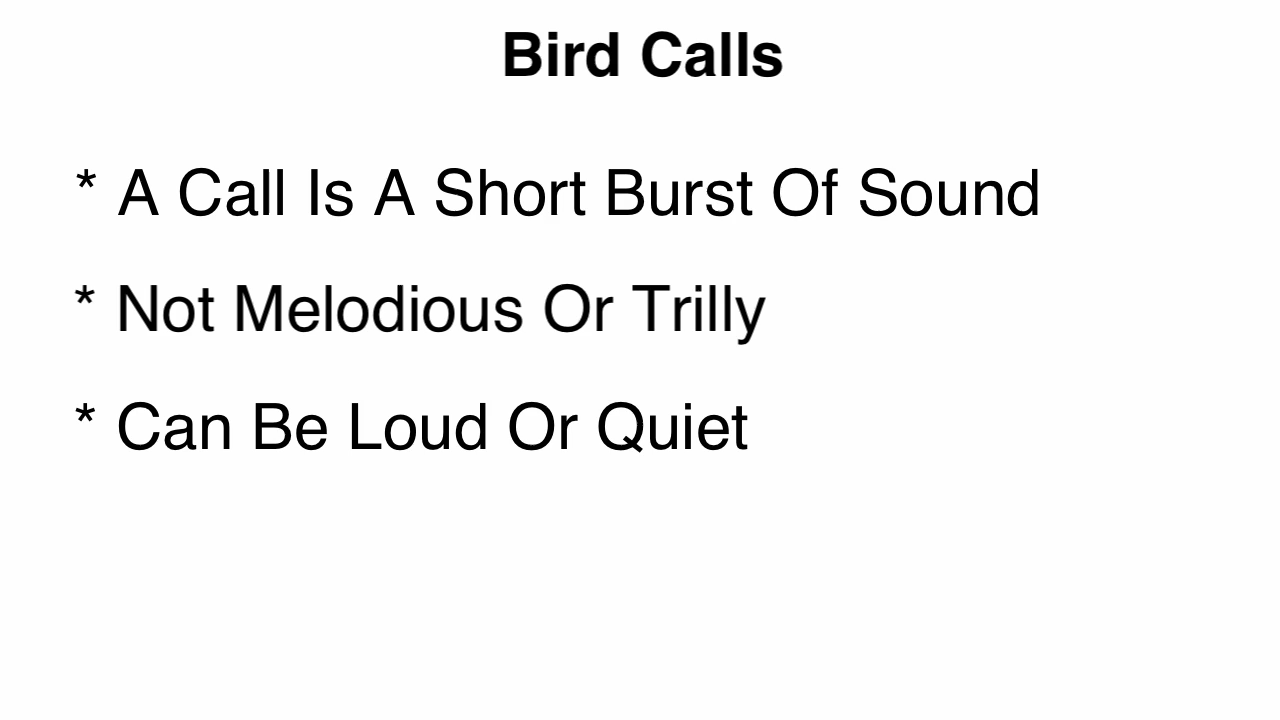 Bird Calls
* A Call Is A Short Burst Of Sound
* Not Melodious Or Trilly
* Can Be Loud Or Quiet